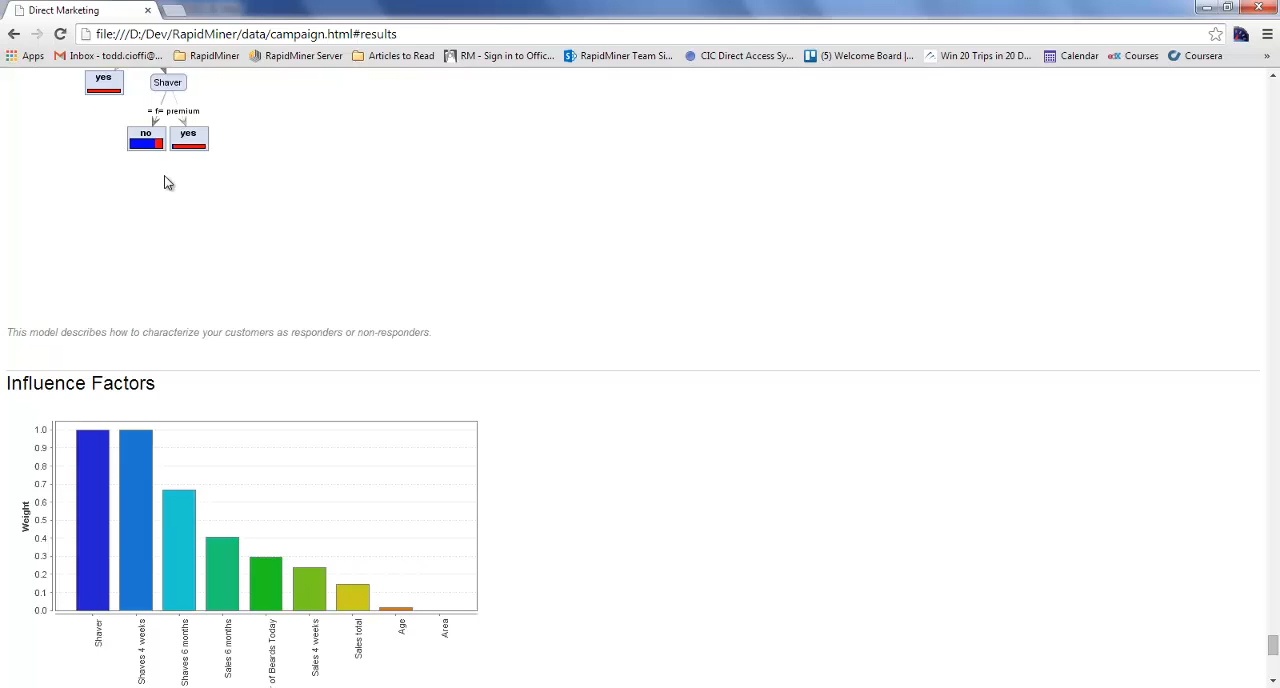 Direct Marketing
file:///D:/Dev/RapidMiner/data/campaign.html#results
Apps
Inbox - todd.cioffi@...
RapidMiner
RapidMiner Server
Articles to Read
RM - Sign in to Offic...
RapidMiner Team Si...
CIC Direct Access Sy...
(5) Welcome Board |...
Win 20 Trips in 20 D...
Calendar
Courses
Coursera
»
yes
Shaver
= f= premium
no
yes
This model describes how to characterize your customers as responders or non-responders.
Influence Factors
Weight
1.0
0.9
0.8
0.7
0.6
0.5
0.4
0.3
0.2
0.1
0.0
Shaver
Shaves 4 weeks
Shaves 6 months
Sales 6 months
of Beards Today
Sales 4 weeks
Sales total
Age
Area